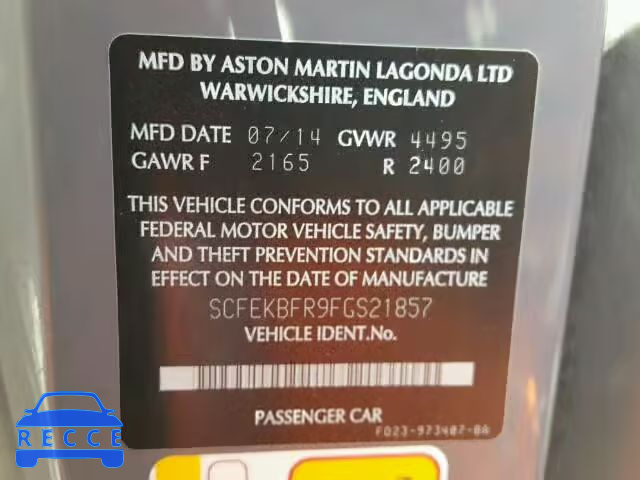 MFD BY ASTON MARTIN LAGONDA LTD
WARWICKSHIRE, ENGLAND
MFD DATE 07/14 GVWR 4495
GAWR F 2165 R 2400
THIS VEHICLE CONFORMS TO ALL APPLICABLE
FEDERAL MOTOR VEHICLE SAFETY, BUMPER
AND THEFT PREVENTION STANDARDS IN
EFFECT ON THE DATE OF MANUFACTURE
SCFEKBFR9FGS21857
VEHICLE IDENT.No.
PASSENGER CAR
RECCE